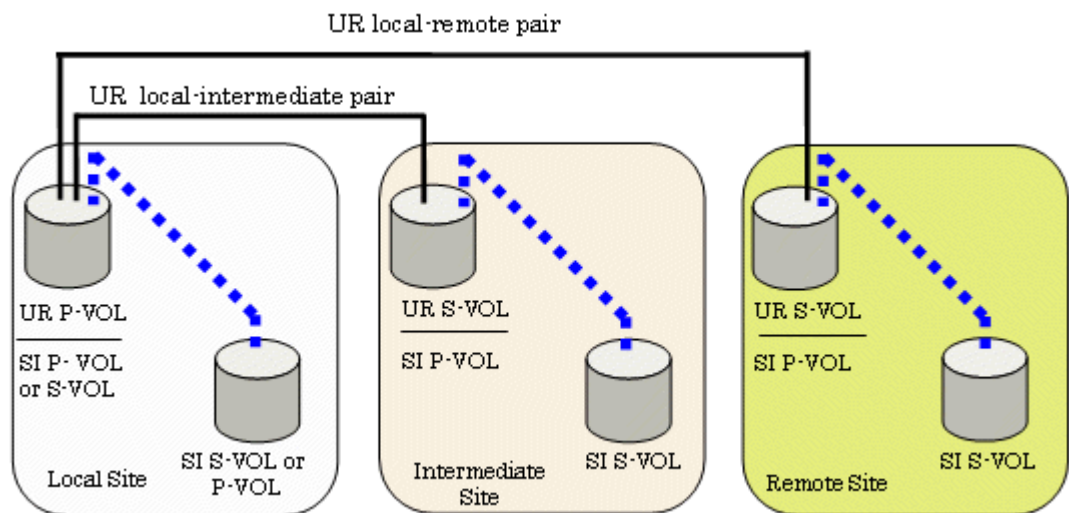 UR local-remote pair
UR local-intermediate pair
UR P-VOL
SI P- VOL
or S-VOL
SI S-VOL or
P-VOL
Local Site
UR S-VOL
SI P-VOL
SI S-VOL
Intermediate
Site
UR S-VOL
SI P-VOL
SI S-VOL
Remote Site